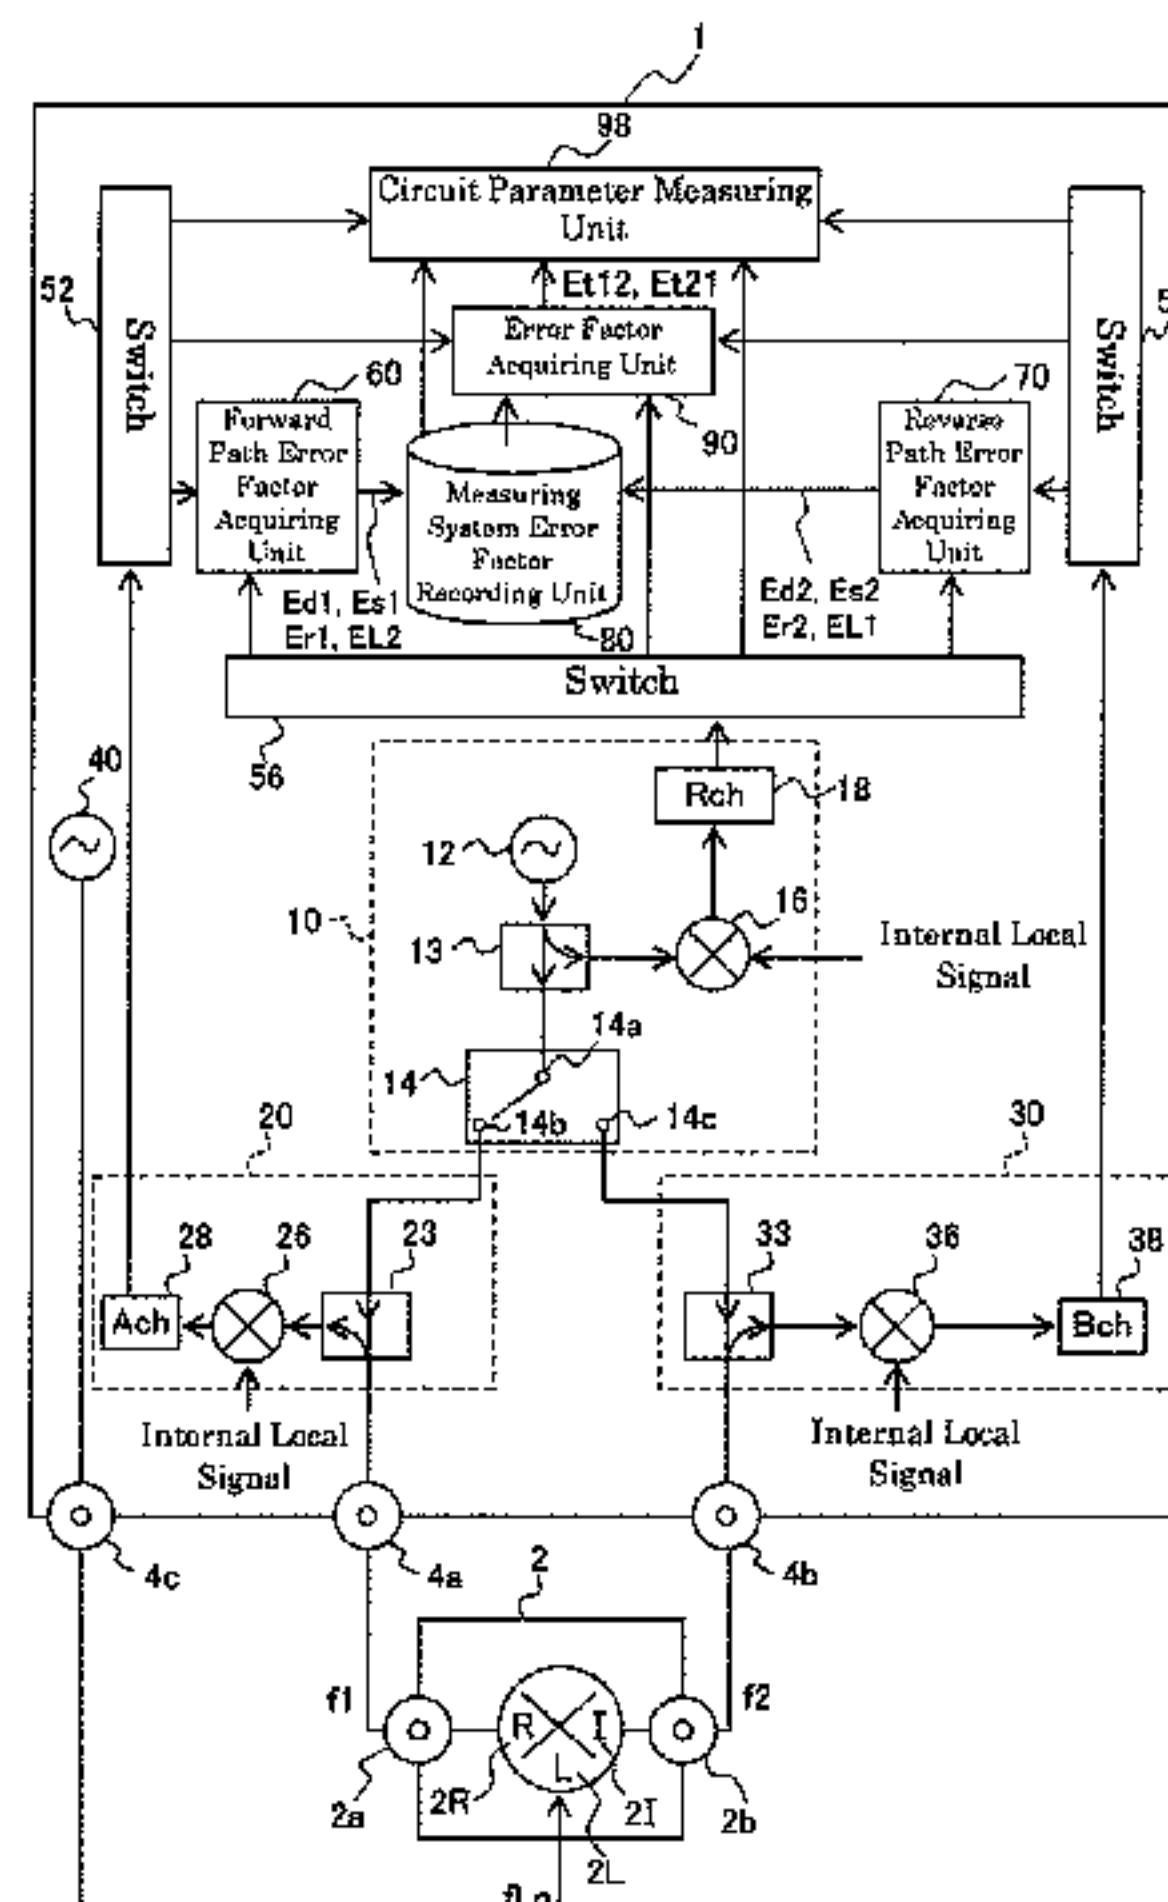 1
98
Circuit Parameter Measuring
Unit
52
Switch
Et12, Et21
Error Factor
Acquiring Unit
Switch
60
70
Forward
Path Error
Factor
Acquiring
Unit
90
Reverse
Path Error
Factor
Acquiring
Unit
Measuring
System Error
Factor
Recording Unit
Ed1, Es1
Er1, EL2
80
Ed2, Es2
Er2, EL1
Switch
56
40
Rch
18
12
10
13
16
Internal Local
Signal
14a
14
14b
14c
20
30
28
26
23
33
36
38
Ach
Bch
Internal Local
Signal
Internal Local
Signal
4c
4a
4b
2
f1
f2
R
I
L
2a
2R
2I
2b
2L